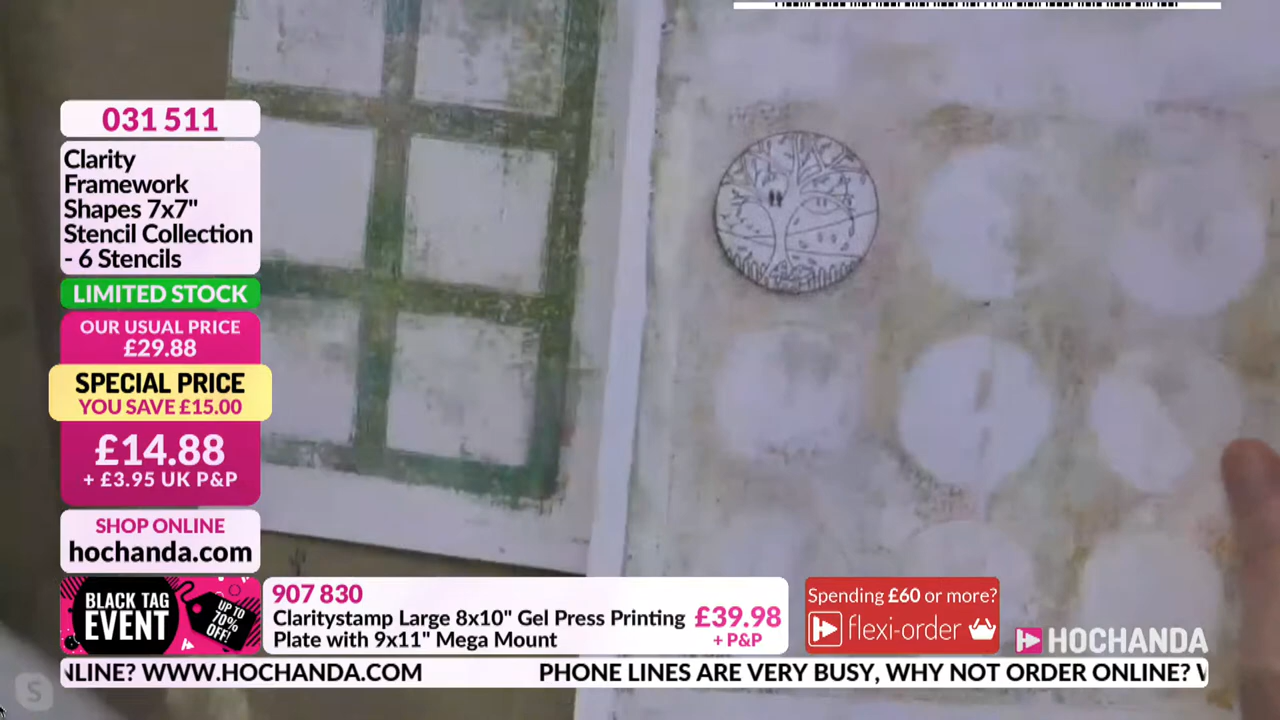 031 511
Clarity
Framework
Shapes 7x7"
Stencil Collection
- 6 Stencils
LIMITED STOCK
OUR USUAL PRICE
£29.88
SPECIAL PRICE
YOU SAVE £15.00
£14.88
+ £3.95 UK P&P
SHOP ONLINE
hochanda.com
BLACK TAG
EVENT
UP TO
70%
OFF!
907 830
Claritystamp Large 8x10" Gel Press Printing
Plate with 9x11" Mega Mount
£39.98
+ P&P
Spending £60 or more?
flexi-order
HOCHANDA
NLINE? WWW.HOCHANDA.COM PHONE LINES ARE VERY BUSY, WHY NOT ORDER ONLINE?
S